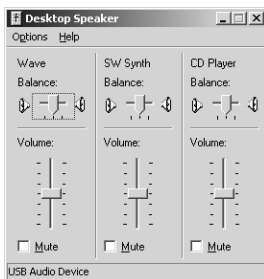 Desktop Speaker
Options Help
Wave SW Synth CD Player
Balance: Balance: Balance:
Volume: Volume: Volume:
Mute Mute Mute
USB Audio Device